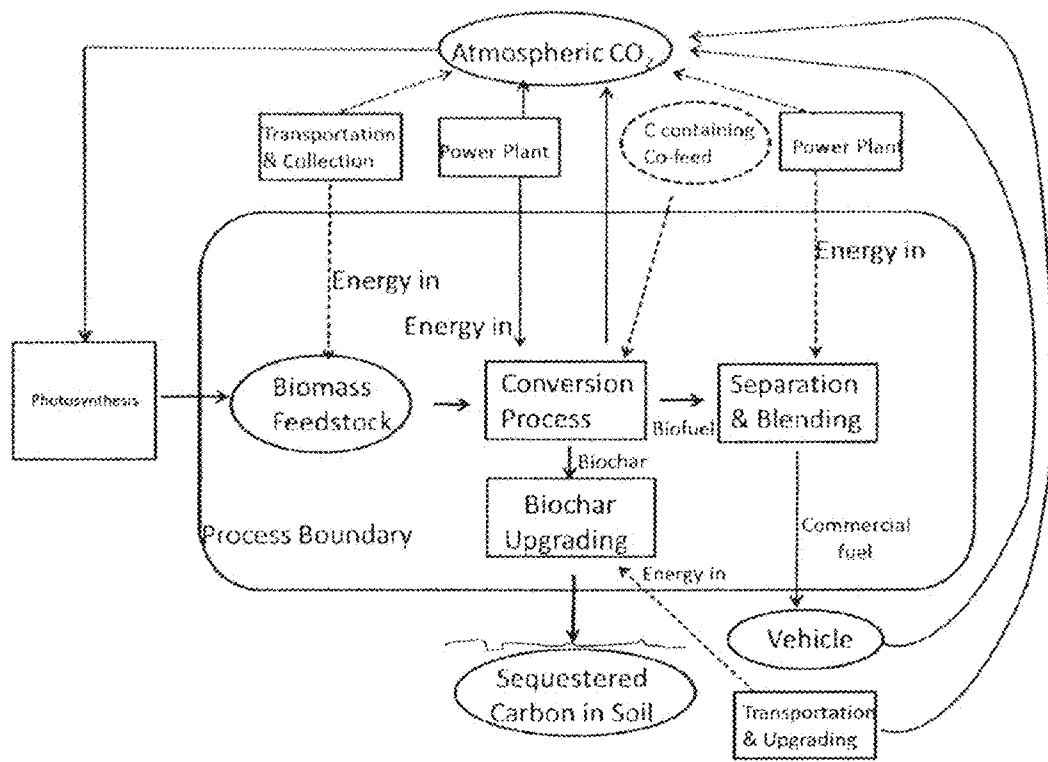 Atmospheric CO2
Transportation
& Collection
Power Plant
C containing
Co-feed
Power Plant
Energy in
Energy in
Energy in
Photosynthesis
Biomass
Feedstock
Conversion
Process
Biofuel
Separation
& Blending
Biochar
Biochar
Upgrading
Process Boundary
Commercial
fuel
Energy in
Vehicle
Sequestered
Carbon in Soil
Transportation
& Upgrading